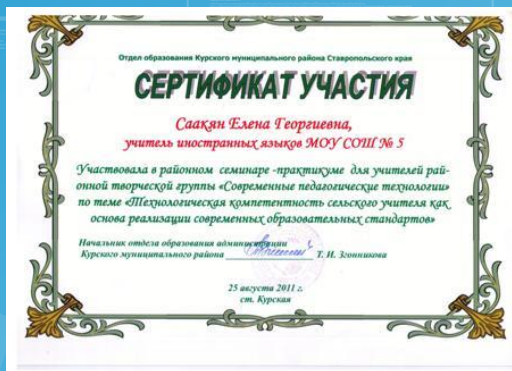 Отдел образования Курского муниципального района Ставропольского края
СЕРТИФИКАТ УЧАСТИЯ
Саакян Елена Георгиевна,
учитель иностранных языков МОУ СОШ № 5
Участвовала в районном семинаре -практикуме для учителей рай-
онной творческой группы «Современные педагогические технологии»
по теме «Технологическая компетентность сельского учителя как
основа реализации современных образовательных стандартов»
Начальник отдела образования администрации
Курского муниципального района Т. И. Згонникова
25 августа 2011 г.
ст. Курская